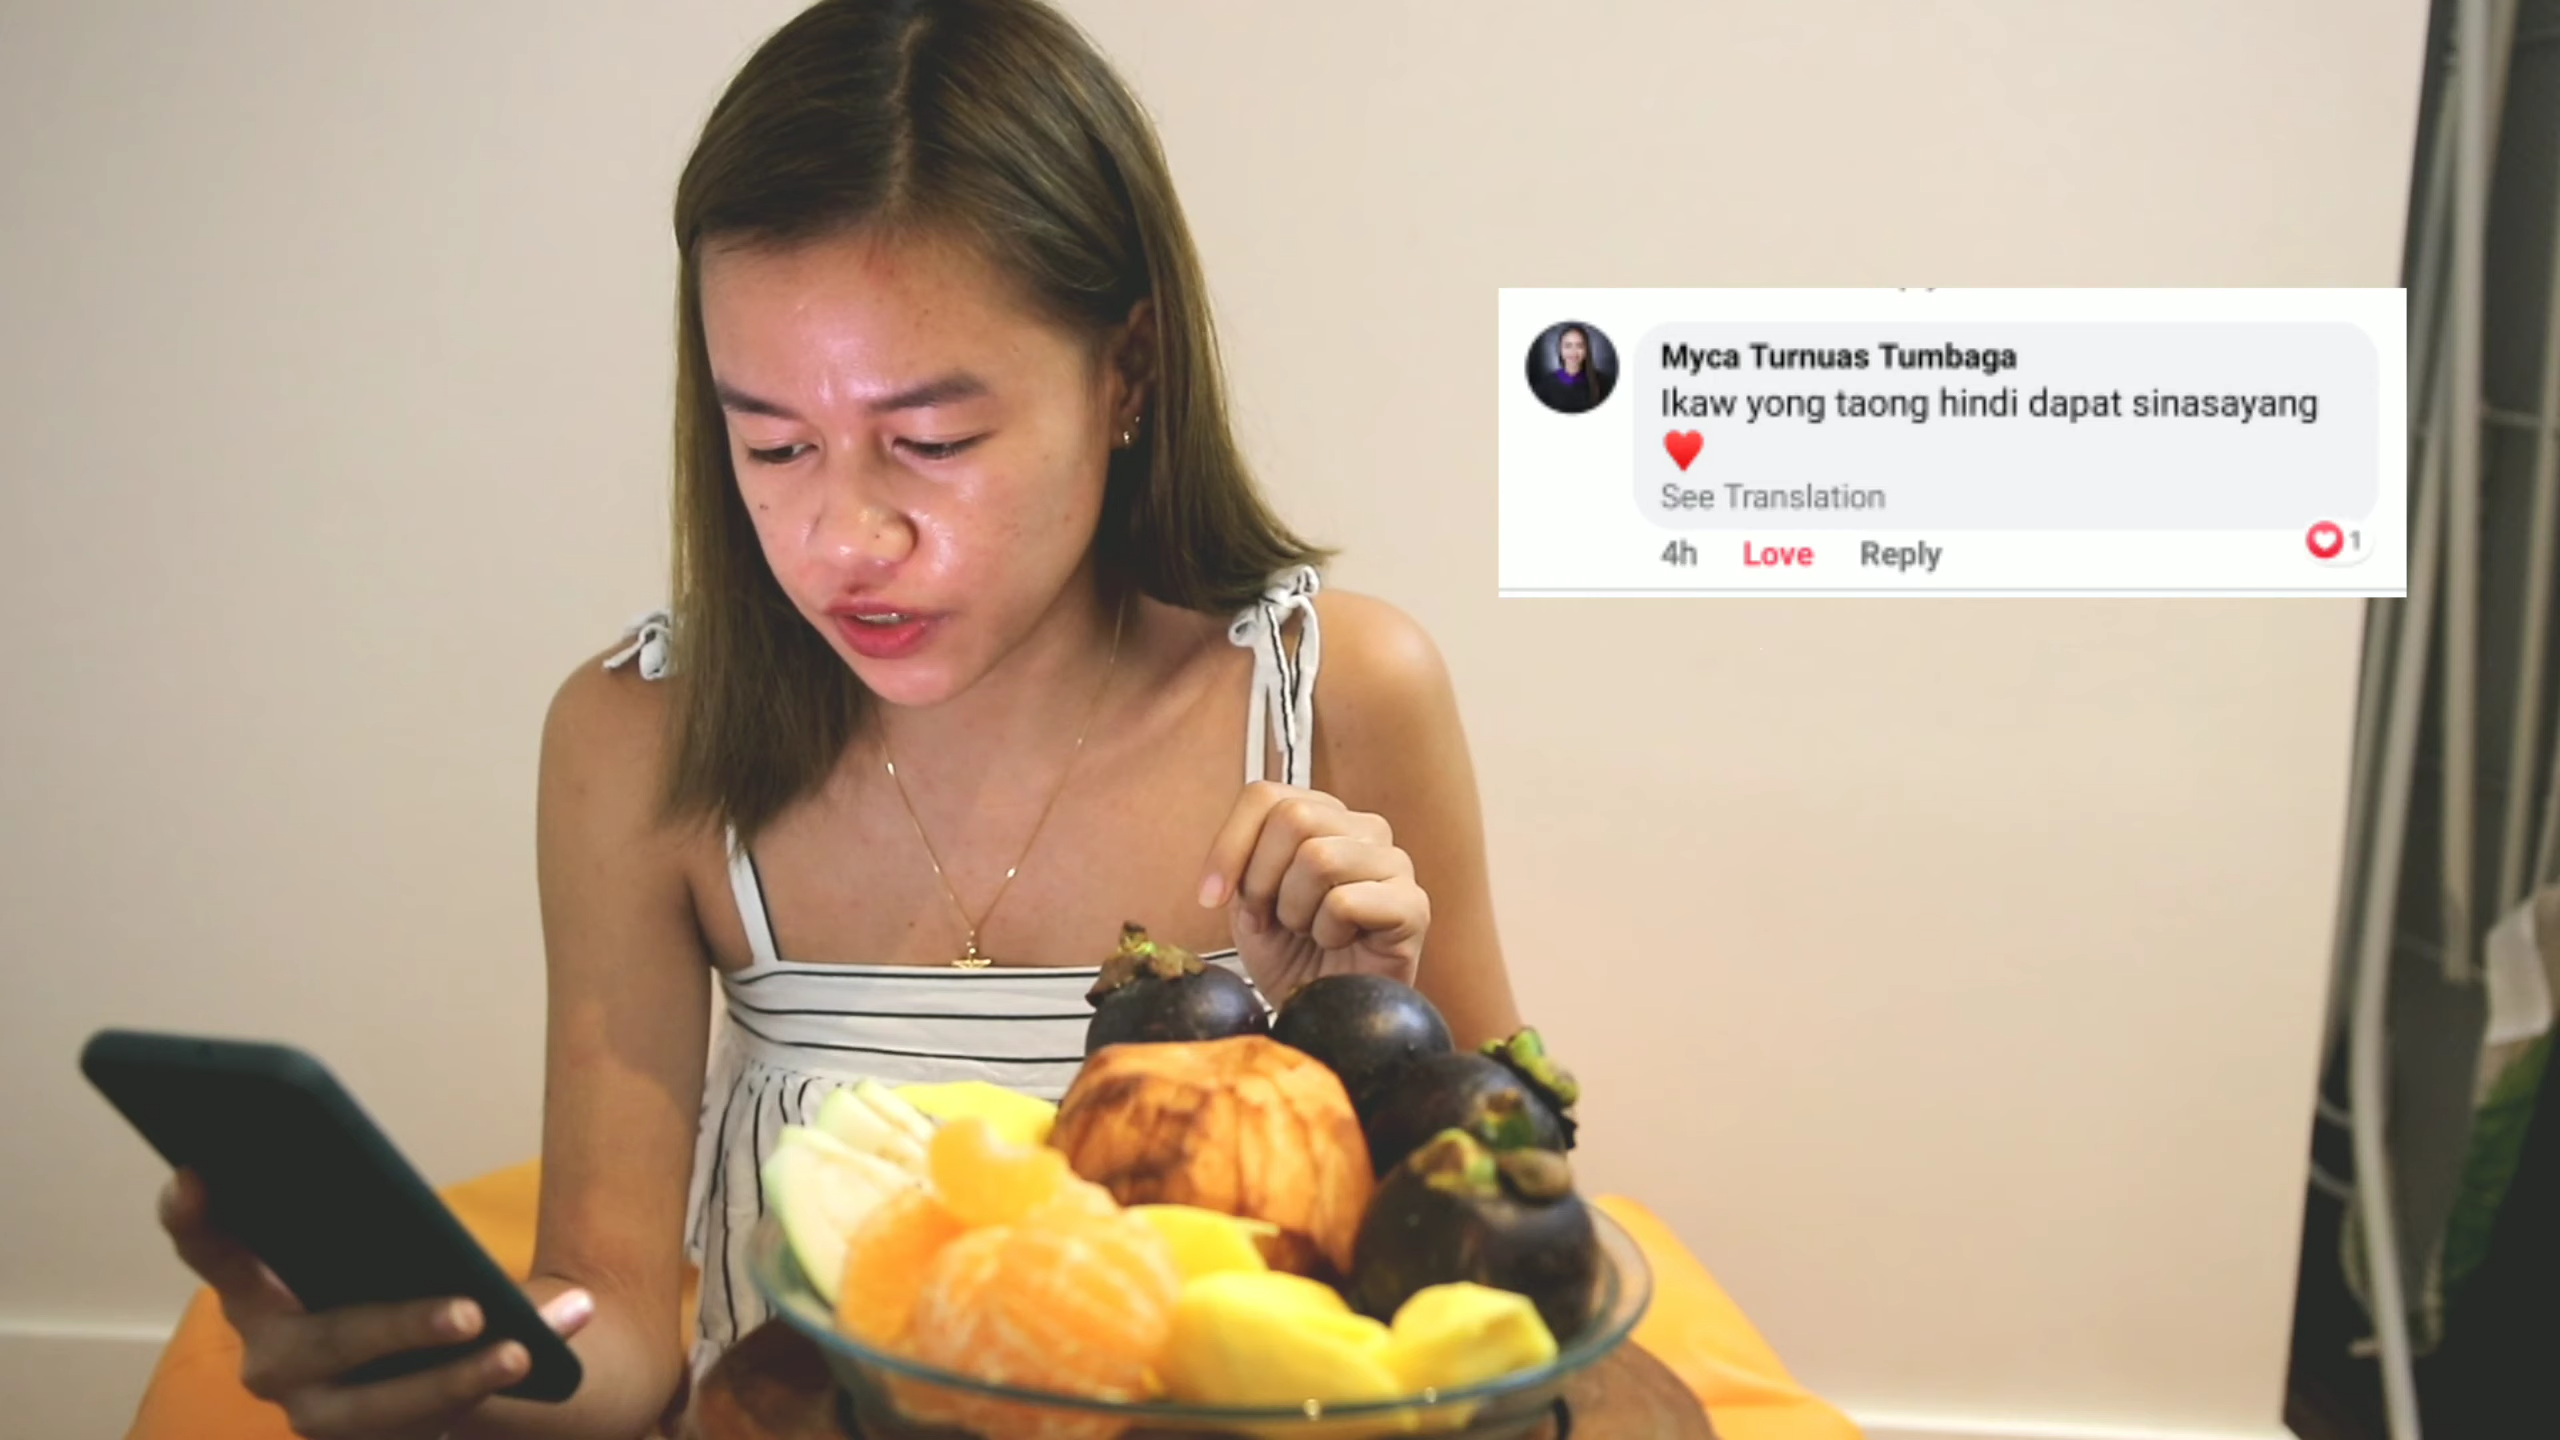 Myca Turnuas Tumbaga
Ikaw yong taong hindi dapat sinasayang
❤️
See Translation
4h Love Reply 1